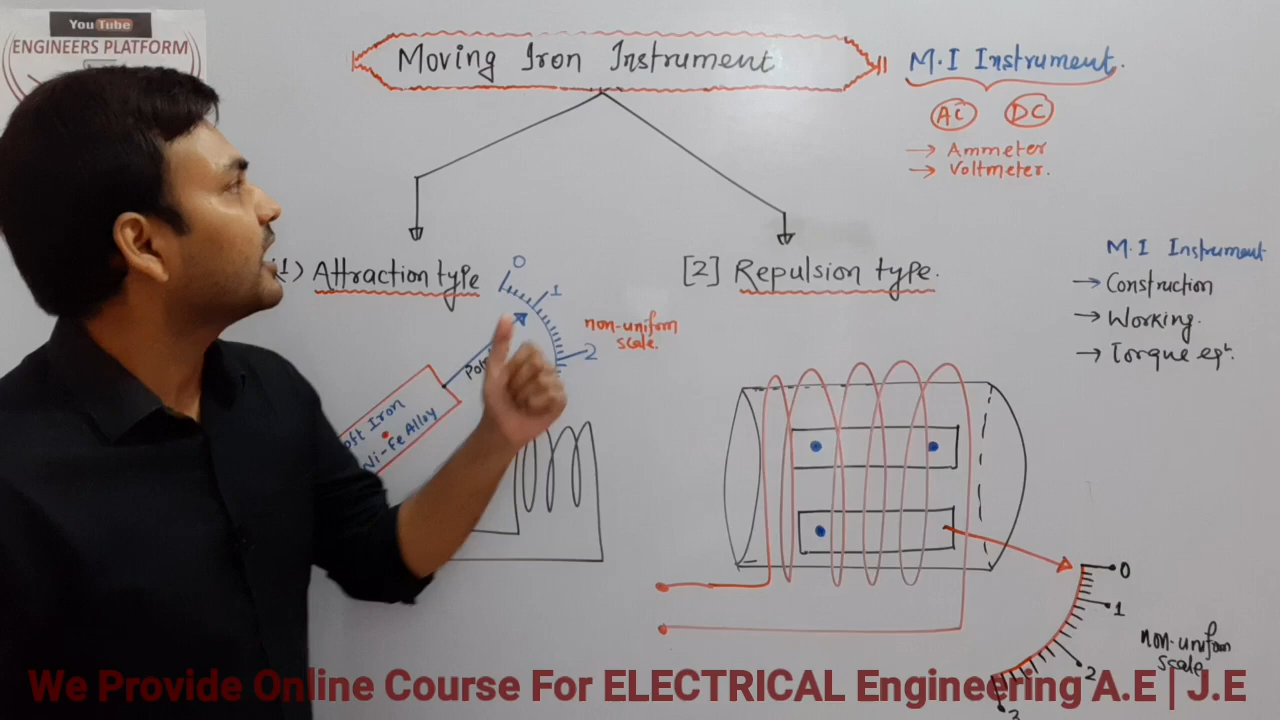 YouTube
ENGINEERS PLATFORM
Moving Iron Instrument
M.I Instrument.
AC DC
→ Ammeter
→ Voltmeter.
1) Attraction type
[2] Repulsion type.
0
1
2
non-uniform
scale.
oft Iron
Ni-Fe Alloy
M.I Instrument
→ Construction
→ Working.
→ Torque eqⁿ.
0
1
2
3
non-uniform
scale
We Provide Online Course For ELECTRICAL Engineering A.E | J.E